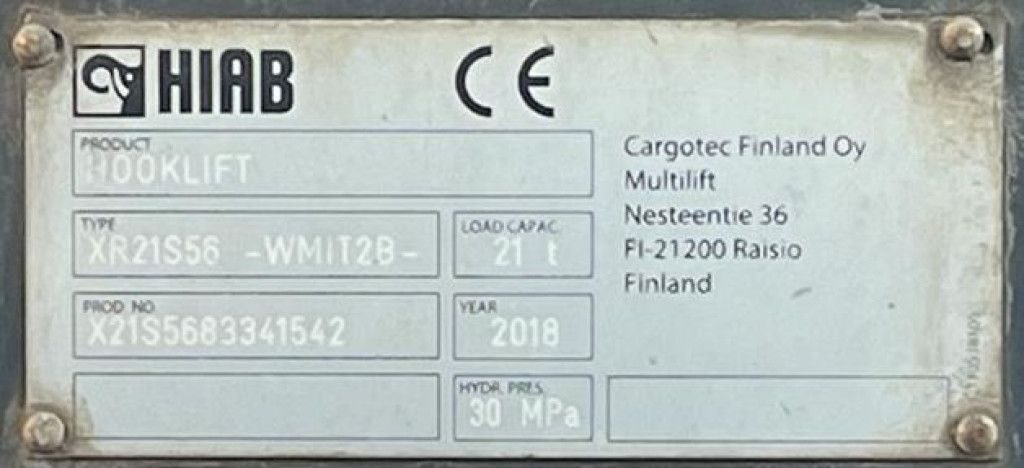 HIAB
CE
PRODUCT
HOOKLIFT
TYPE
XR21S56 -WMIT2B-
LOAD CAPAC.
21 t
PROD NO
X21S5683341542
YEAR
2018
HYDR. PRES.
30 MPa
Cargotec Finland Oy
Multilift
Nesteentie 36
FI-21200 Raisio
Finland